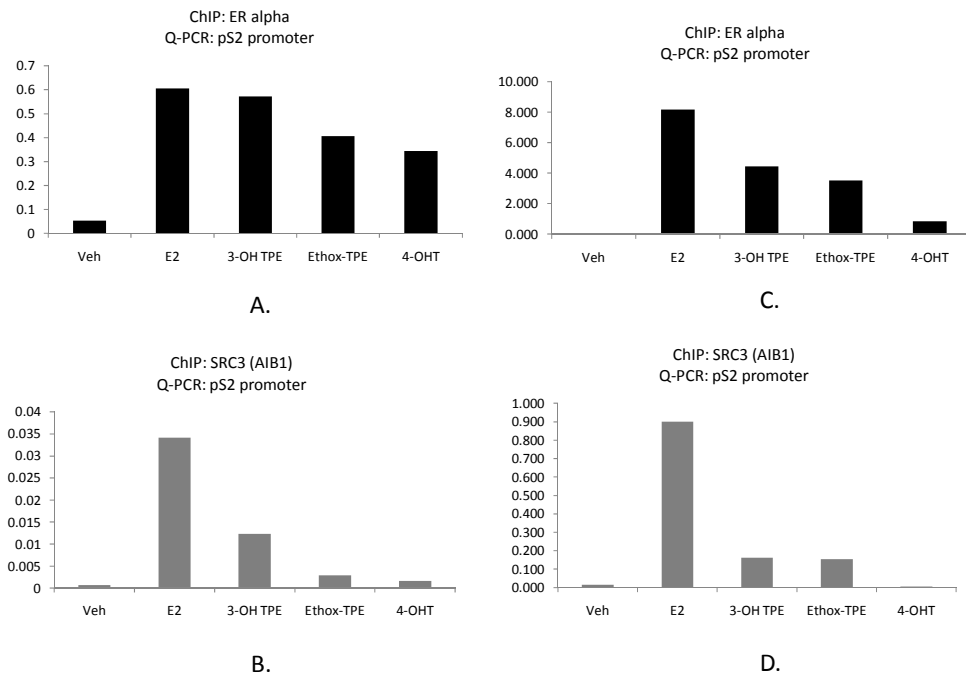 ChIP: ER alpha
Q-PCR: pS2 promoter
0.7
0.6
0.5
0.4
0.3
0.2
0.1
0
Veh E2 3-OH TPE Ethox-TPE 4-OHT
A.
ChIP: ER alpha
Q-PCR: pS2 promoter
10.000
8.000
6.000
4.000
2.000
0.000
Veh E2 3-OH TPE Ethox-TPE 4-OHT
C.
ChIP: SRC3 (AIB1)
Q-PCR: pS2 promoter
0.04
0.035
0.03
0.025
0.02
0.015
0.01
0.005
0
Veh E2 3-OH TPE Ethox-TPE 4-OHT
B.
ChIP: SRC3 (AIB1)
Q-PCR: pS2 promoter
1.000
0.900
0.800
0.700
0.600
0.500
0.400
0.300
0.200
0.100
0.000
Veh E2 3-OH TPE Ethox-TPE 4-OHT
D.